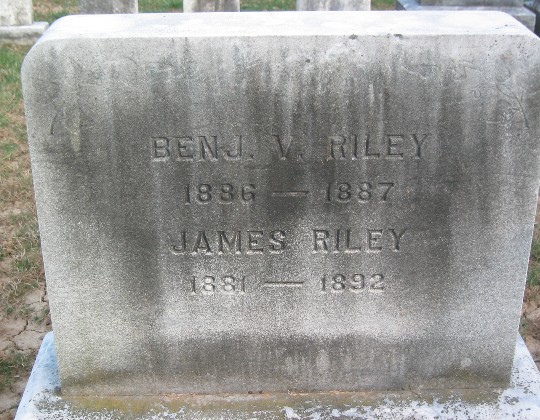 BENJ. V. RILEY
1886 — 1887
JAMES RILEY
1881 — 1892